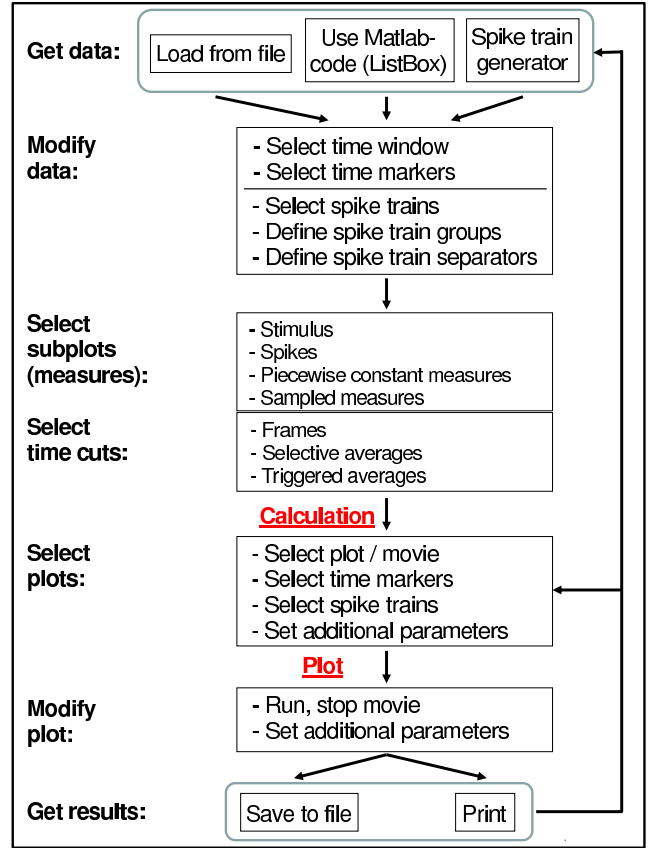 Get data:
Load from file
Use Matlab-
code (ListBox)
Spike train
generator
Modify
data:
- Select time window
- Select time markers
- Select spike trains
- Define spike train groups
- Define spike train separators
Select
subplots
(measures):
- Stimulus
- Spikes
- Piecewise constant measures
- Sampled measures
Select
time cuts:
- Frames
- Selective averages
- Triggered averages
Calculation
Select
plots:
- Select plot / movie
- Select time markers
- Select spike trains
- Set additional parameters
Plot
Modify
plot:
- Run, stop movie
- Set additional parameters
Get results:
Save to file
Print